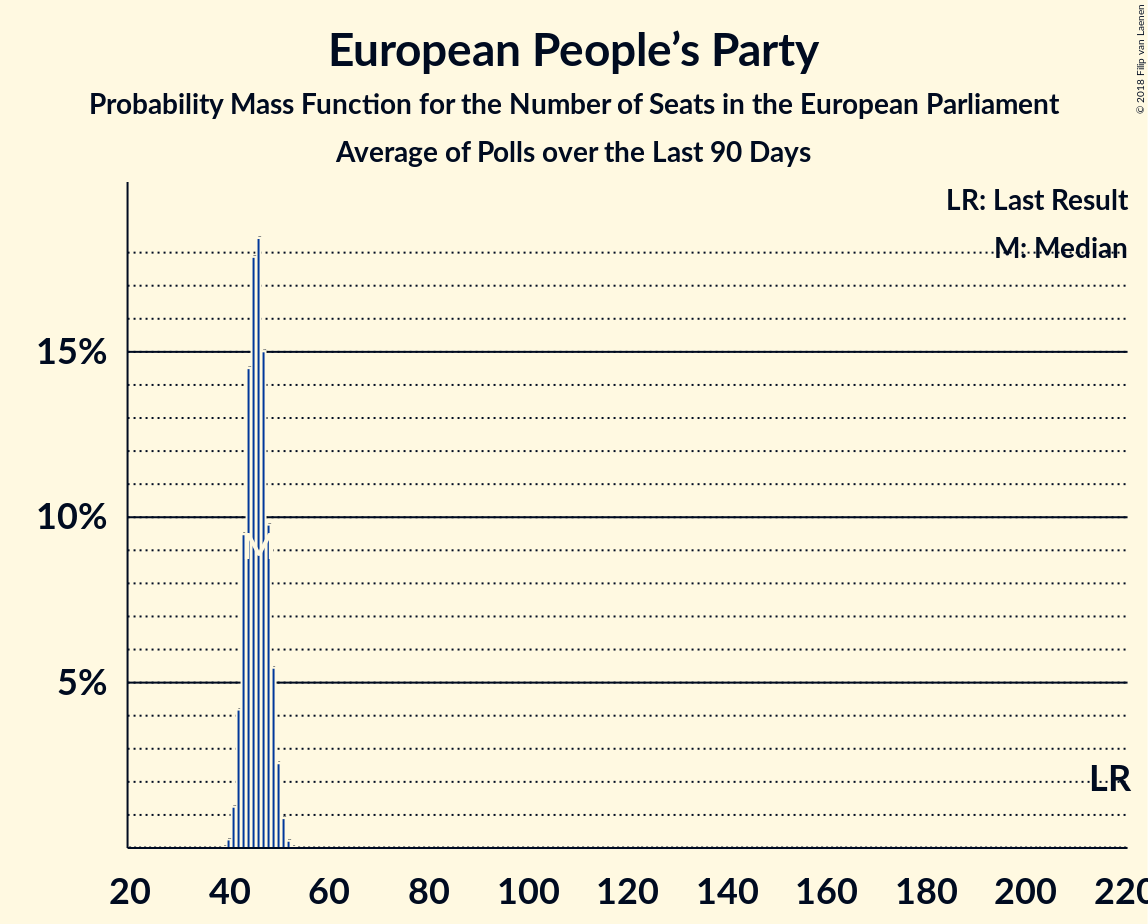 European People’s Party
Probability Mass Function for the Number of Seats in the European Parliament
Average of Polls over the Last 90 Days
© 2018 Filip van Laenen
LR: Last Result
M: Median
15%
10%
5%
M
LR
20 40 60 80 100 120 140 160 180 200 220